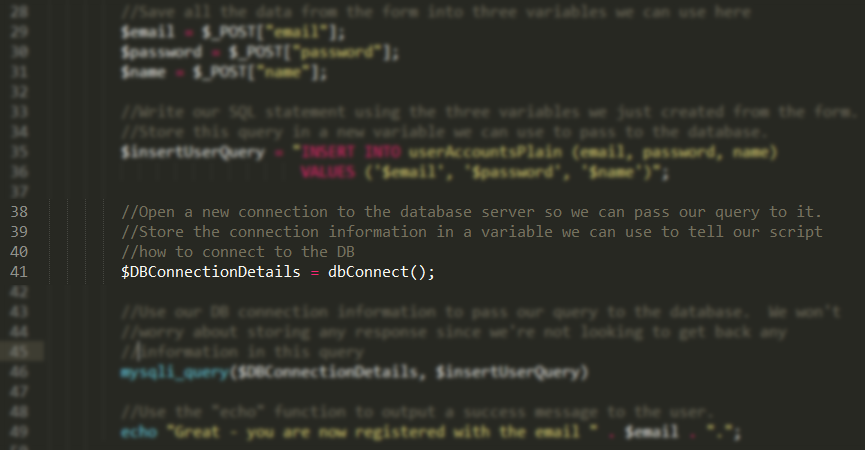 28 //Save all the data from the form into three variables we can use here
29 $email = $_POST["email"];
30 $password = $_POST["password"];
31 $name = $_POST["name"];
32
33 //Write our SQL statement using the three variables we just created from the form.
34 //Store this query in a new variable we can use to pass to the database.
35 $insertUserQuery = "INSERT INTO userAccountsPlain (email, password, name)
36 VALUES ('$email', '$password', '$name')";
37
38 //Open a new connection to the database server so we can pass our query to it.
39 //Store the connection information in a variable we can use to tell our script
40 //how to connect to the DB
41 $DBConnectionDetails = dbConnect();
42
43 //Use our DB connection information to pass our query to the database.  We won't
44 //worry about storing any response since we're not looking to get back any
45 //information in this query
46 mysqli_query($DBConnectionDetails, $insertUserQuery)
47
48 //Use the "echo" function to output a success message to the user.
49 echo "Great - you are now registered with the email " . $email . ".";